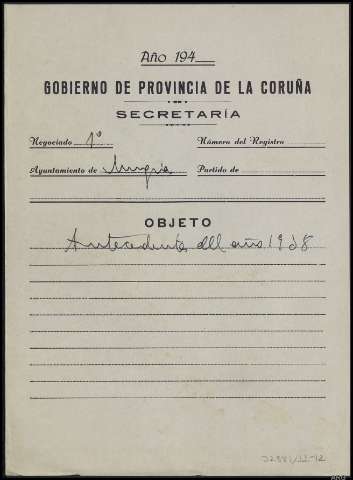 Año 194
GOBIERNO DE PROVINCIA DE LA CORUÑA
SECRETARÍA
Negociado 1º Número del Registro
Ayuntamiento de Mugía Partido de
OBJETO
Antecedentes del año 1938